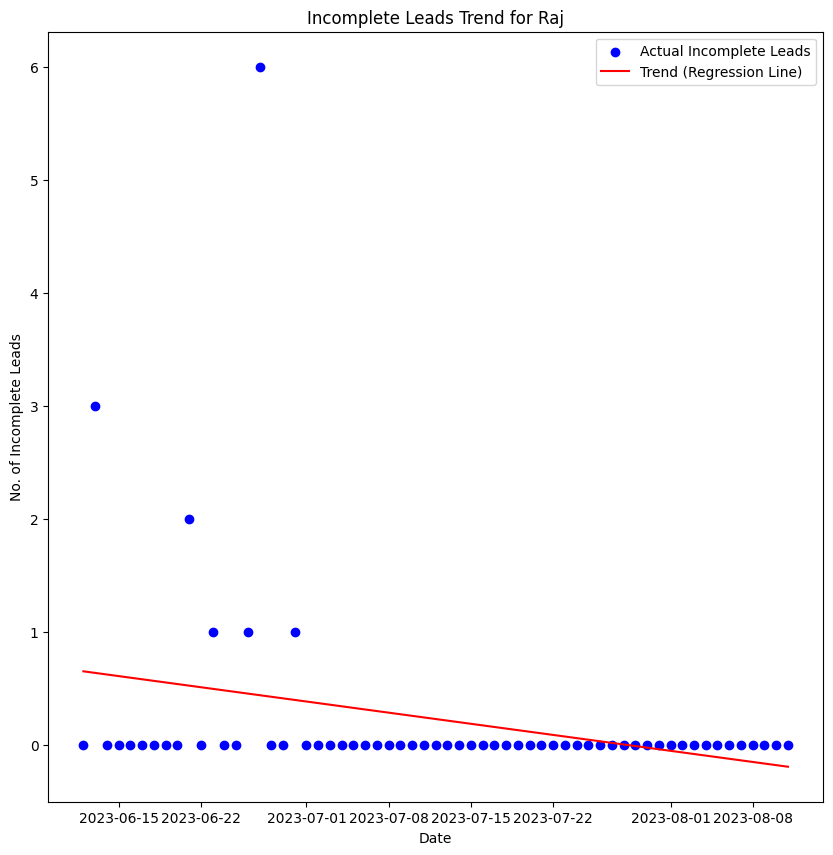 Incomplete Leads Trend for Raj
Actual Incomplete Leads
Trend (Regression Line)
6
5
4
3
2
1
0
No. of Incomplete Leads
2023-06-15 2023-06-22 2023-07-01 2023-07-08 2023-07-15 2023-07-22 2023-08-01 2023-08-08
Date